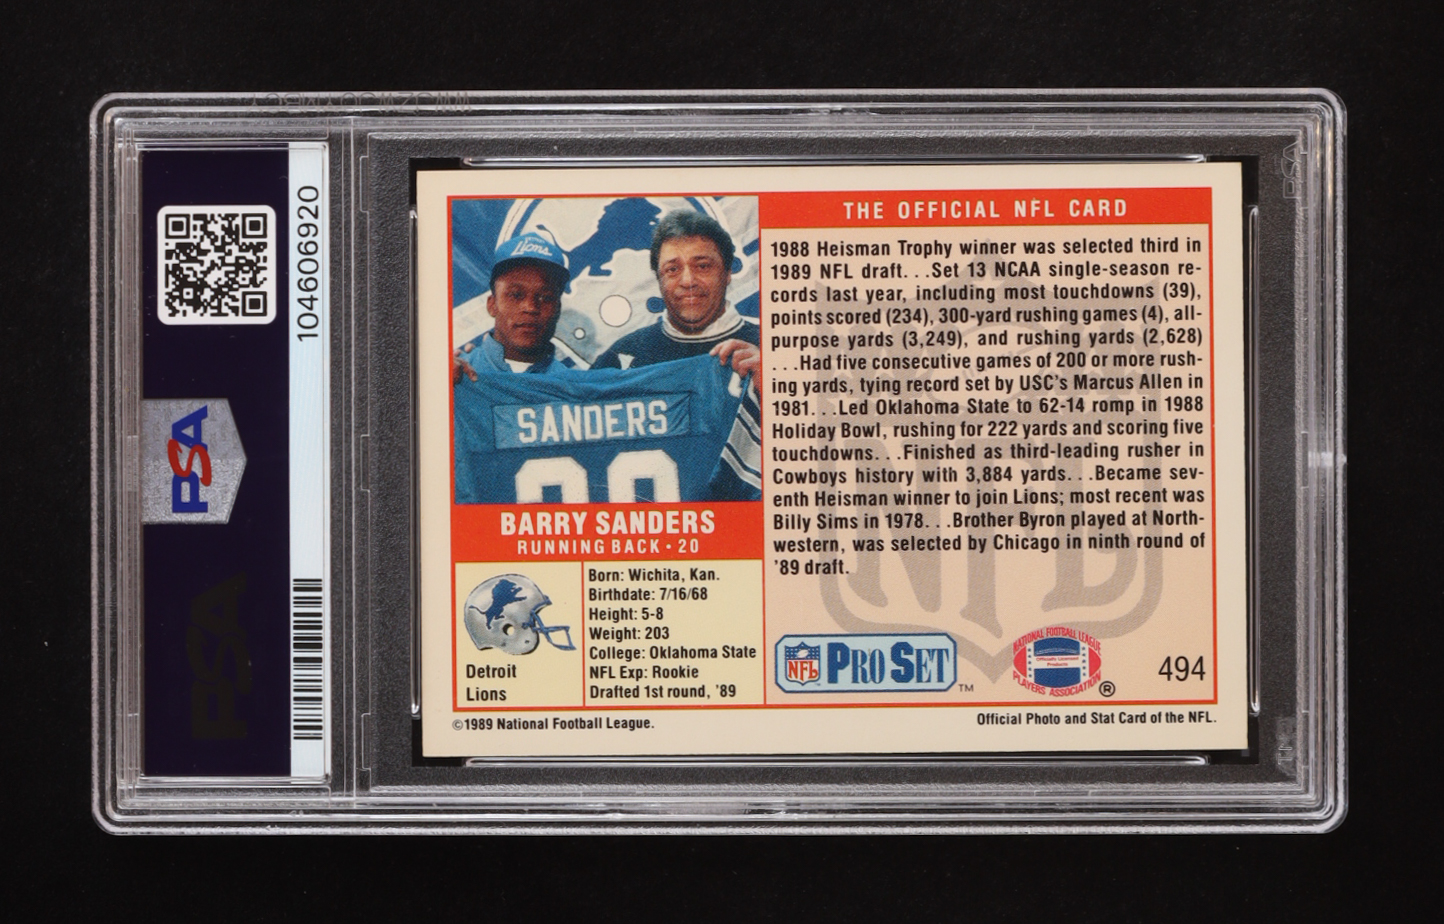 104606920
PSA
PSA
Lions
SANDERS
20
BARRY SANDERS
RUNNING BACK • 20
Detroit
Lions
Born: Wichita, Kan.
Birthdate: 7/16/68
Height: 5-8
Weight: 203
College: Oklahoma State
NFL Exp: Rookie
Drafted 1st round, '89
©1989 National Football League.
THE OFFICIAL NFL CARD
1988 Heisman Trophy winner was selected third in
1989 NFL draft. . .Set 13 NCAA single-season re-
cords last year, including most touchdowns (39),
points scored (234), 300-yard rushing games (4), all-
purpose yards (3,249), and rushing yards (2,628)
. . .Had five consecutive games of 200 or more rush-
ing yards, tying record set by USC's Marcus Allen in
1981. . .Led Oklahoma State to 62-14 romp in 1988
Holiday Bowl, rushing for 222 yards and scoring five
touchdowns. . .Finished as third-leading rusher in
Cowboys history with 3,884 yards. . .Became sev-
enth Heisman winner to join Lions; most recent was
Billy Sims in 1978. . .Brother Byron played at North-
western, was selected by Chicago in ninth round of
'89 draft.
NFL
NFL PRO SET TM
NATIONAL FOOTBALL LEAGUE
Officially Licensed
Products
PLAYERS ASSOCIATION ®
494
Official Photo and Stat Card of the NFL.
PSA